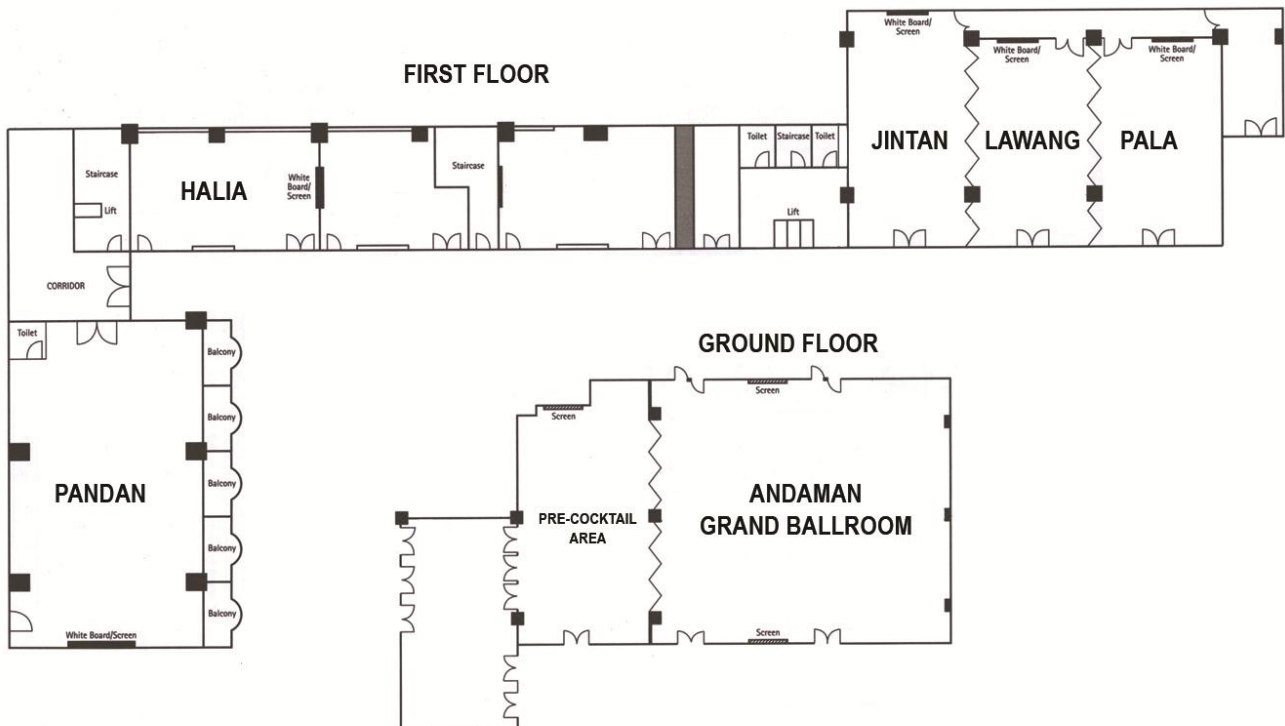 White Board/
Screen
White Board/
Screen
White Board/
Screen
FIRST FLOOR
Toilet
Staircase
Toilet
JINTAN
LAWANG
PALA
Staircase
HALIA
White
Board/
Screen
Staircase
Lift
Lift
CORRIDOR
Toilet
Balcony
GROUND FLOOR
Screen
Screen
Balcony
Balcony
PANDAN
ANDAMAN
GRAND BALLROOM
PRE-COCKTAIL
AREA
Balcony
Balcony
White Board/Screen
Screen